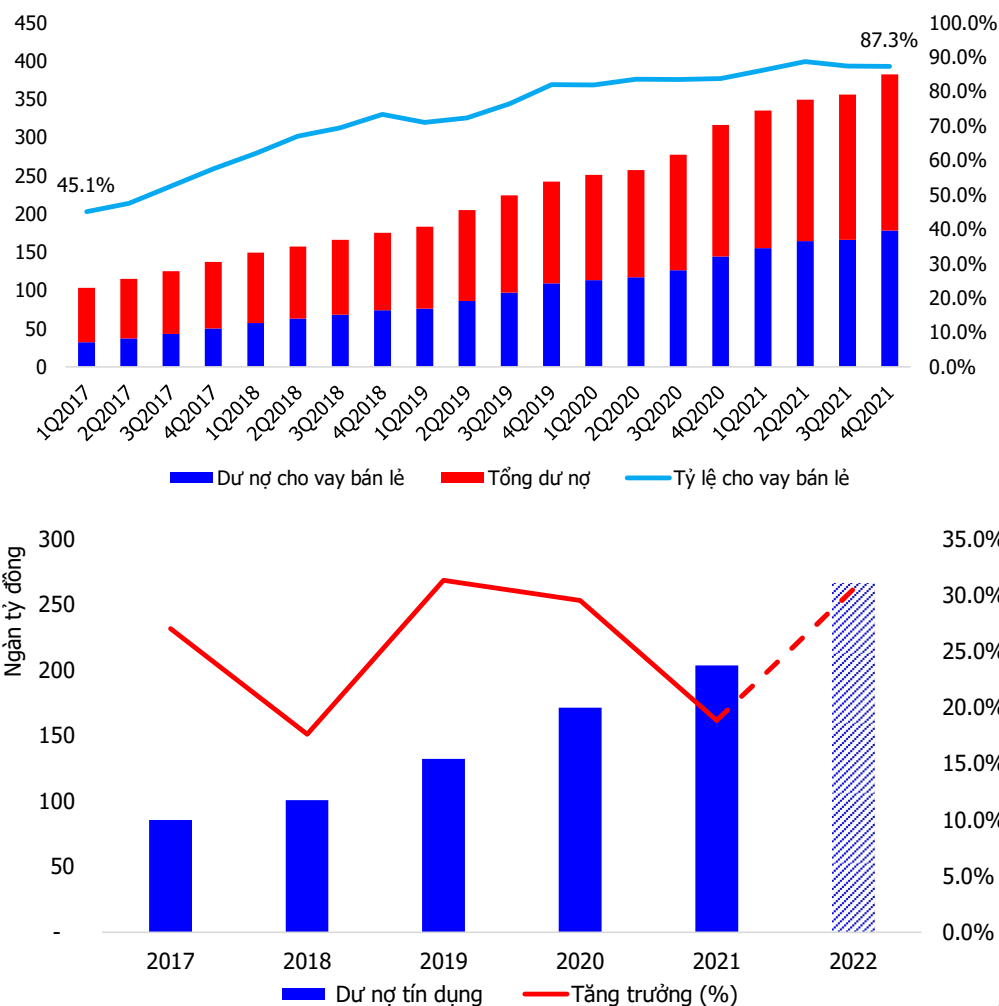 450
400
350
300
250
200
150
100
50
0
100.0%
90.0%
80.0%
70.0%
60.0%
50.0%
40.0%
30.0%
20.0%
10.0%
0.0%
45.1%
87.3%
1Q2017
2Q2017
3Q2017
4Q2017
1Q2018
2Q2018
3Q2018
4Q2018
1Q2019
2Q2019
3Q2019
4Q2019
1Q2020
2Q2020
3Q2020
4Q2020
1Q2021
2Q2021
3Q2021
4Q2021
Dư nợ cho vay bán lẻ
Tổng dư nợ
Tỷ lệ cho vay bán lẻ
Ngàn tỷ đồng
300
250
200
150
100
50
-
35.0%
30.0%
25.0%
20.0%
15.0%
10.0%
5.0%
0.0%
2017
2018
2019
2020
2021
2022
Dư nợ tín dụng
Tăng trưởng (%)